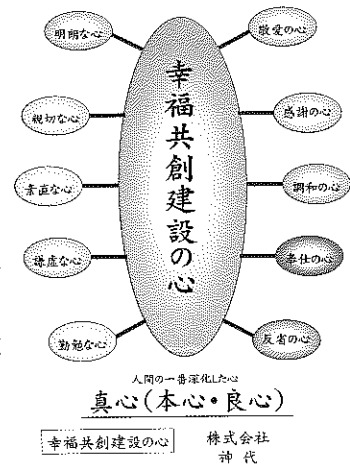 明朗な心
敬愛の心
親切な心
感謝の心
素直な心
調和の心
謙虚な心
奉仕の心
勤勉な心
反省の心
幸福共創建設の心
人間の一番深化した心
真心(本心・良心)
幸福共創建設の心
株式会社
神代